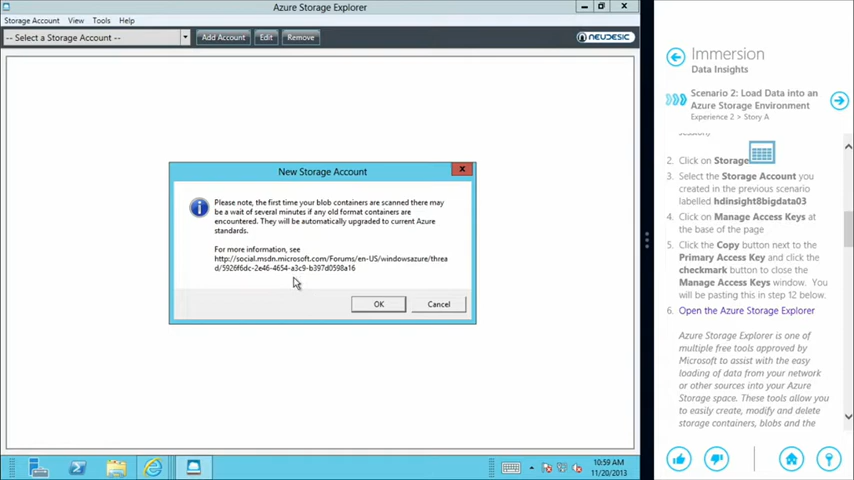 Azure Storage Explorer
Storage Account View Tools Help
-- Select a Storage Account --
Add Account
Edit
Remove
NEUDESIC
New Storage Account
Please note, the first time your blob containers are scanned there may
be a wait of several minutes if any old format containers are
encountered. They will be automatically upgraded to current Azure
standards.
For more information, see
http://social.msdn.microsoft.com/Forums/en-US/windowsazure/threa
d/5926f6dc-2e46-4654-a3c9-b397d0598a16
OK
Cancel
10:59 AM
11/20/2013
Immersion
Data Insights
Scenario 2: Load Data into an
Azure Storage Environment
Experience 2 > Story A
session)
2. Click on Storage
3. Select the Storage Account you
created in the previous scenario
labelled hdinsight8bigdata03
4. Click on Manage Access Keys at
the base of the page
5. Click the Copy button next to the
Primary Access Key and click the
checkmark button to close the
Manage Access Keys window. You
will be pasting this in step 12 below.
6. Open the Azure Storage Explorer
Azure Storage Explorer is one of
multiple free tools approved by
Microsoft to assist with the easy
loading of data from your network
or other sources into your Azure
Storage space. These tools allow you
to easily create, modify and delete
storage containers, blobs and the